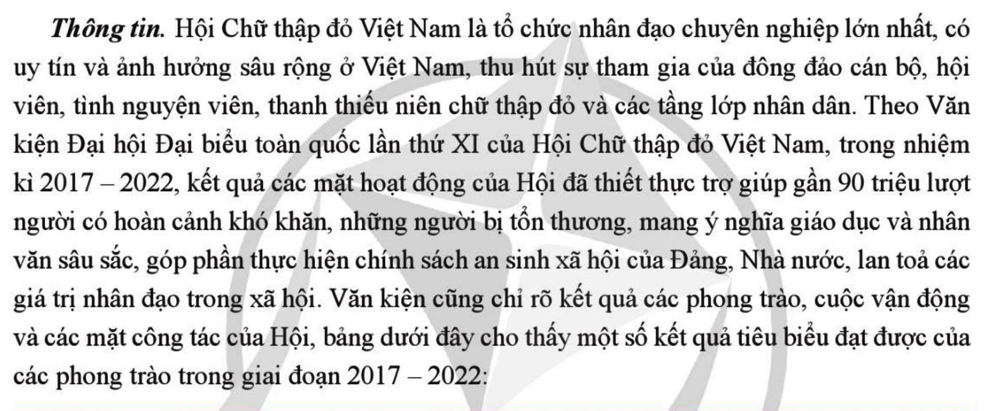 Thông tin. Hội Chữ thập đỏ Việt Nam là tổ chức nhân đạo chuyên nghiệp lớn nhất, có
uy tín và ảnh hưởng sâu rộng ở Việt Nam, thu hút sự tham gia của đông đảo cán bộ, hội
viên, tình nguyện viên, thanh thiếu niên chữ thập đỏ và các tầng lớp nhân dân. Theo Văn
kiện Đại hội Đại biểu toàn quốc lần thứ XI của Hội Chữ thập đỏ Việt Nam, trong nhiệm
kì 2017 – 2022, kết quả các mặt hoạt động của Hội đã thiết thực trợ giúp gần 90 triệu lượt
người có hoàn cảnh khó khăn, những người bị tổn thương, mang ý nghĩa giáo dục và nhân
văn sâu sắc, góp phần thực hiện chính sách an sinh xã hội của Đảng, Nhà nước, lan toả các
giá trị nhân đạo trong xã hội. Văn kiện cũng chỉ rõ kết quả các phong trào, cuộc vận động
và các mặt công tác của Hội, bảng dưới đây cho thấy một số kết quả tiêu biểu đạt được của
các phong trào trong giai đoạn 2017 – 2022: